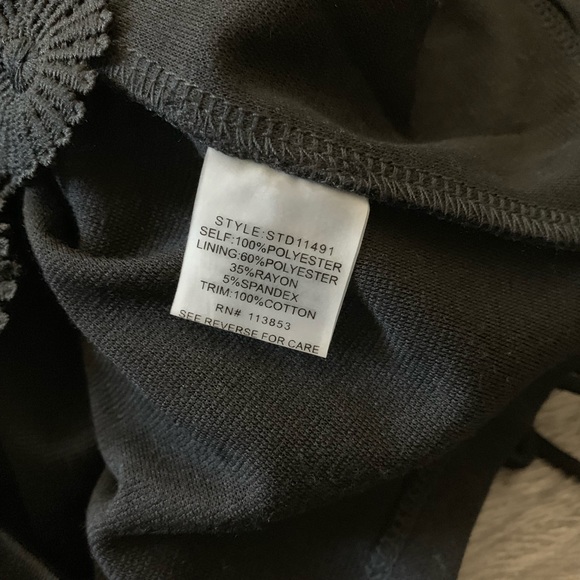 STYLE:STD11491
SELF:100%POLYESTER
LINING:60%POLYESTER
35%RAYON
5%SPANDEX
TRIM:100%COTTON
RN# 113853
SEE REVERSE FOR CARE